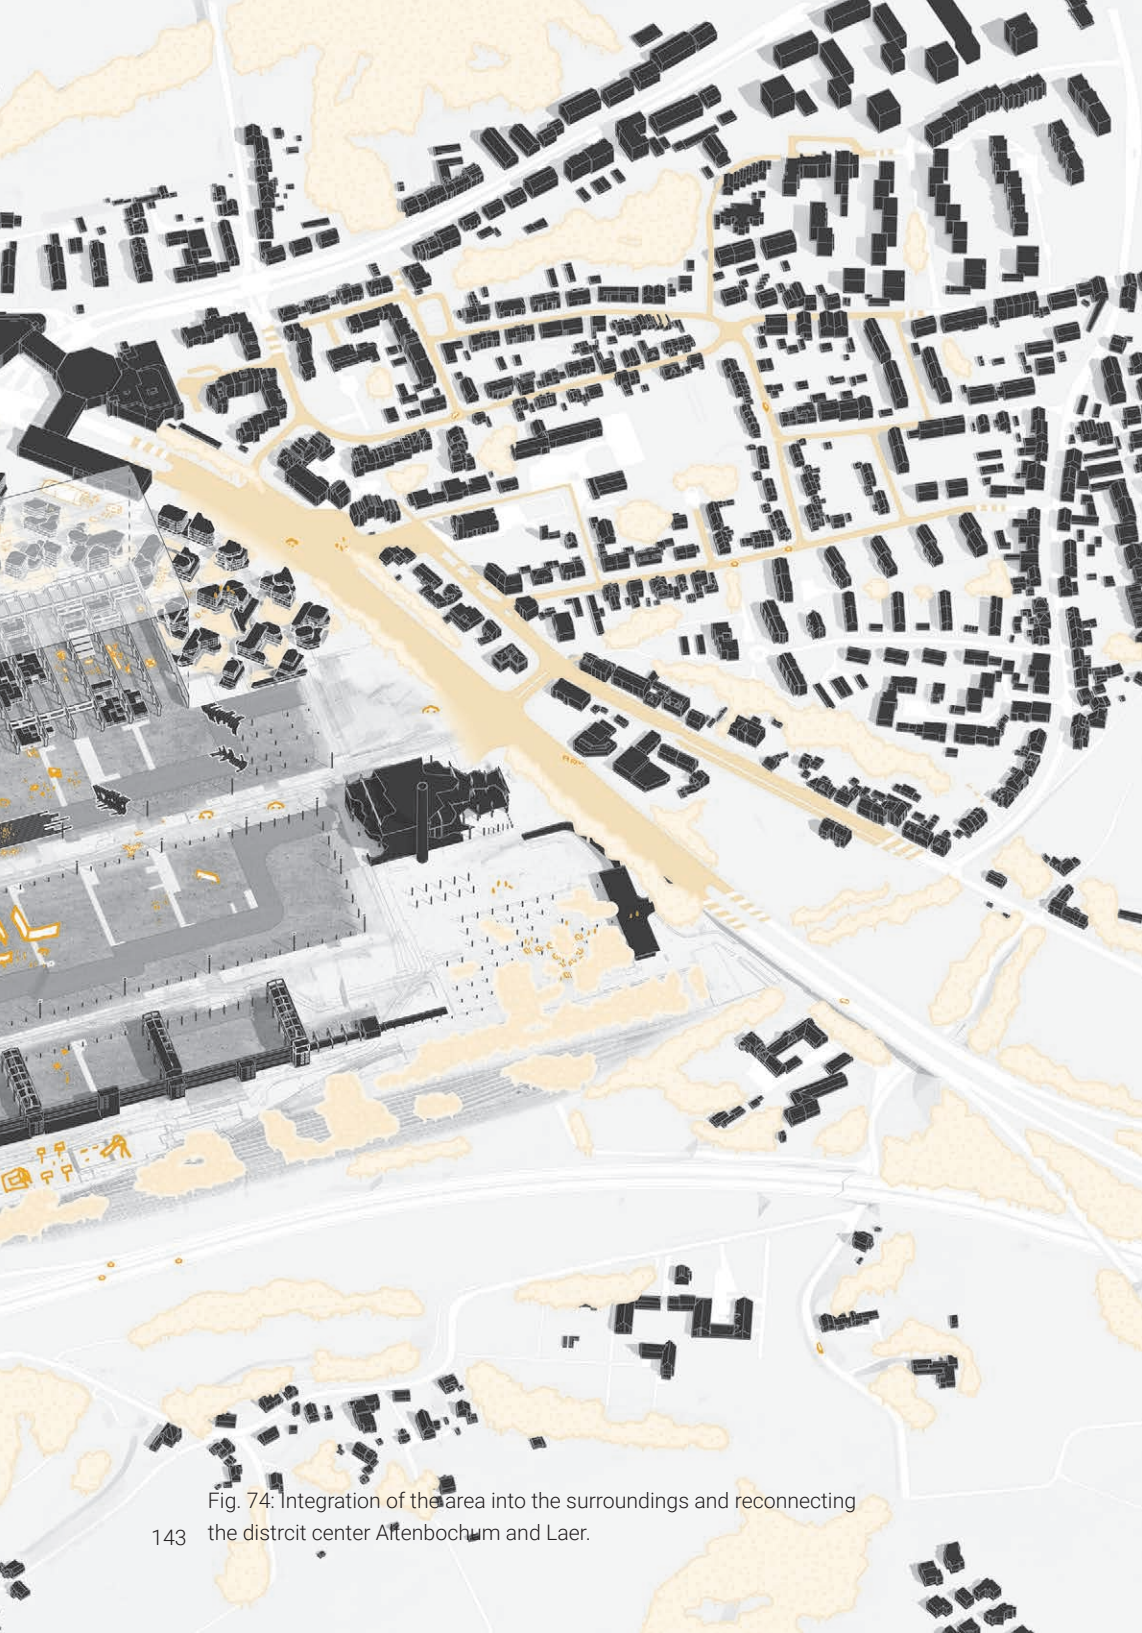 Fig. 74: Integration of the area into the surroundings and reconnecting
the distrcit center Altenbochum and Laer.
143